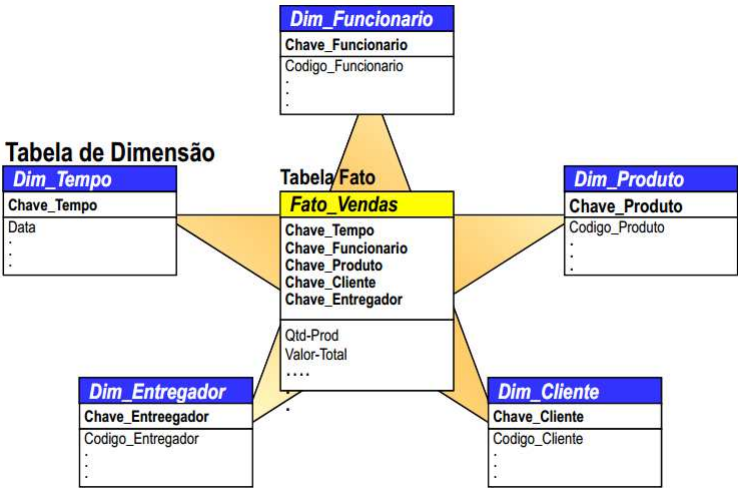 Dim_Funcionario
Chave_Funcionario
Codigo_Funcionario
.
.
.
Tabela de Dimensão
Dim_Tempo
Chave_Tempo
Data
.
.
.
Tabela Fato
Fato_Vendas
Chave_Tempo
Chave_Funcionario
Chave_Produto
Chave_Cliente
Chave_Entregador
Qtd-Prod
Valor-Total
....
.
.
Dim_Produto
Chave_Produto
Codigo_Produto
.
.
.
Dim_Entregador
Chave_Entreegador
Codigo_Entregador
.
.
.
Dim_Cliente
Chave_Cliente
Codigo_Cliente
.
.
.